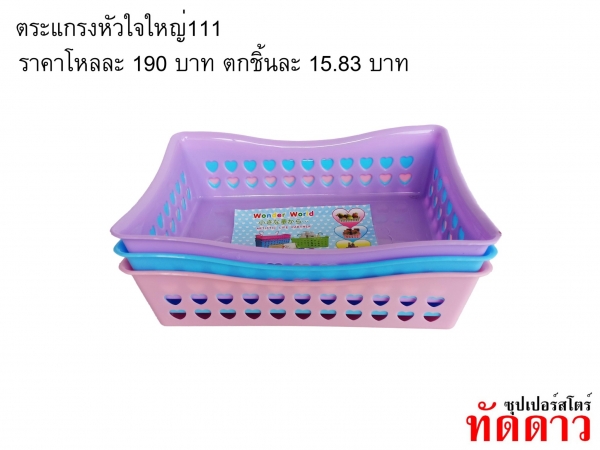 ตระแกรงหัวใจใหญ่111
ราคาโหลละ 190 บาท ตกชิ้นละ 15.83 บาท
Wonder World
ซุปเปอร์สโตร์
ทัดดาว